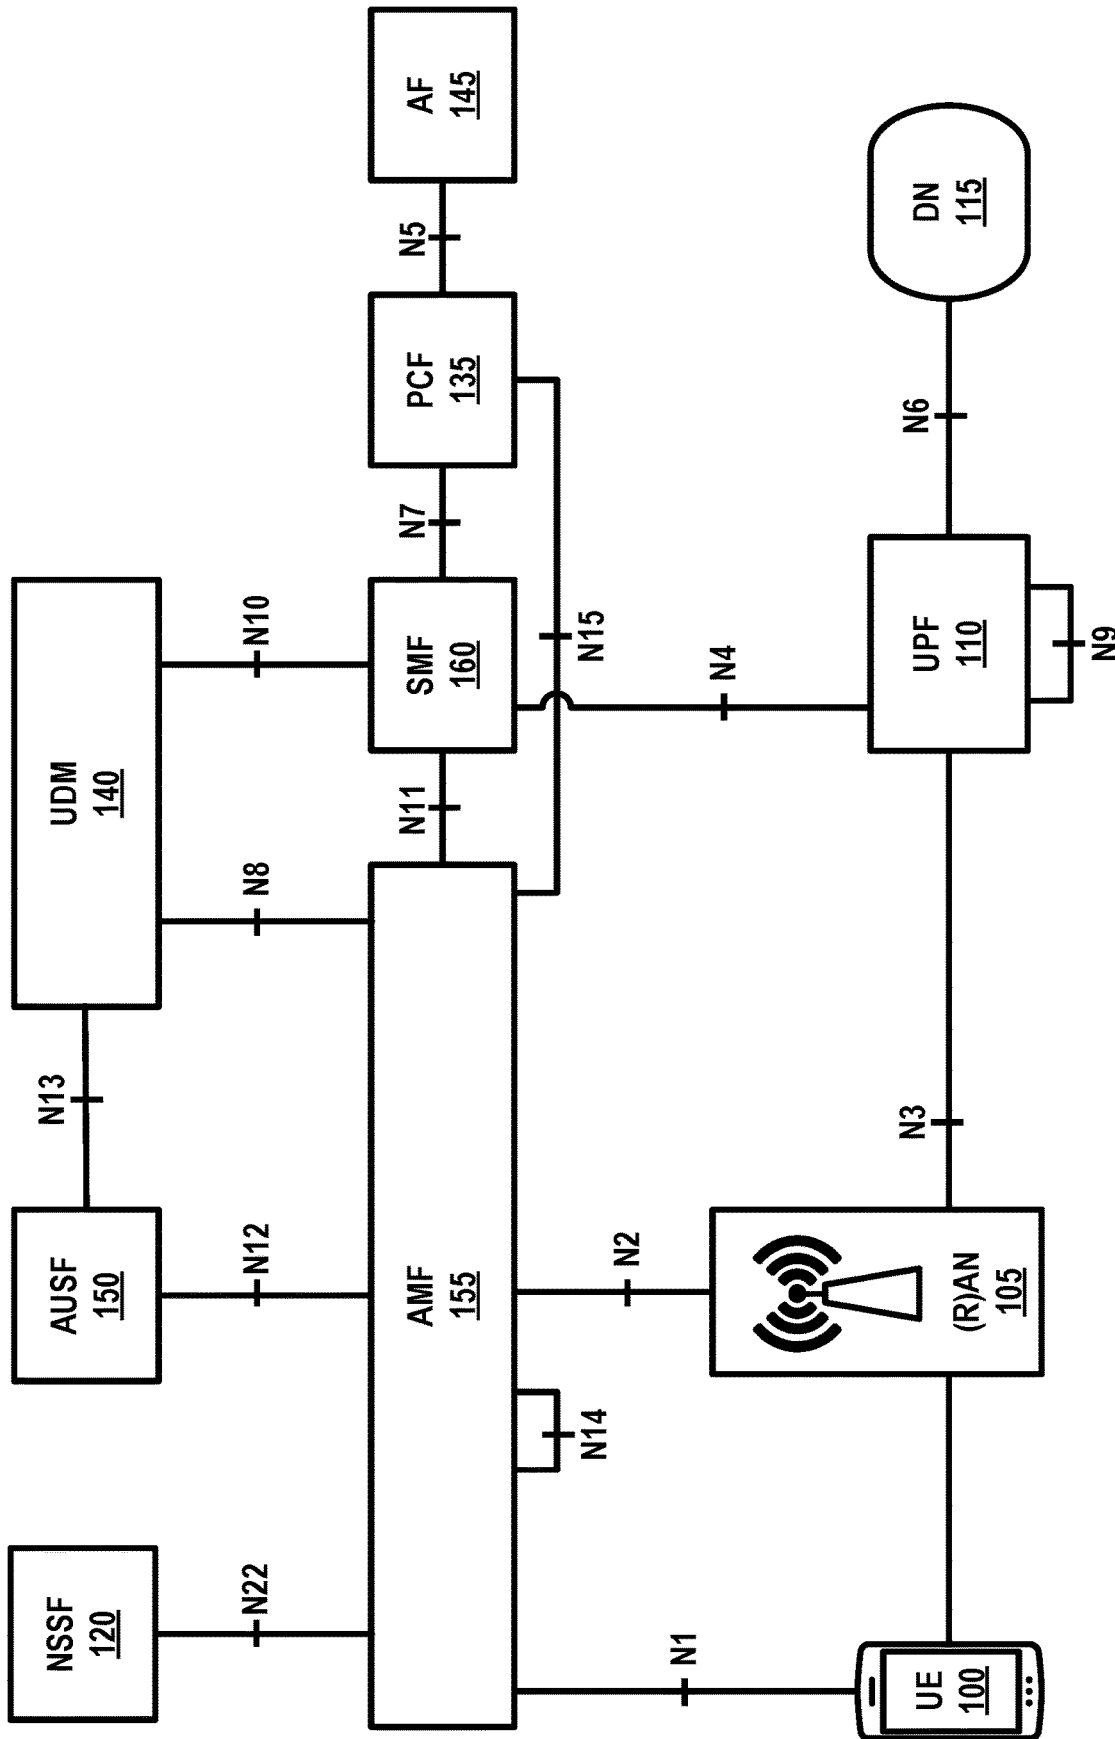 NSSF
120
AUSF
150
N13
UDM
140
N22
N12
N8
N10
AMF
155
N11
SMF
160
N7
PCF
135
N5
AF
145
N14
N15
N1
N2
N4
UE
100
(R)AN
105
N3
UPF
110
N6
DN
115
N9